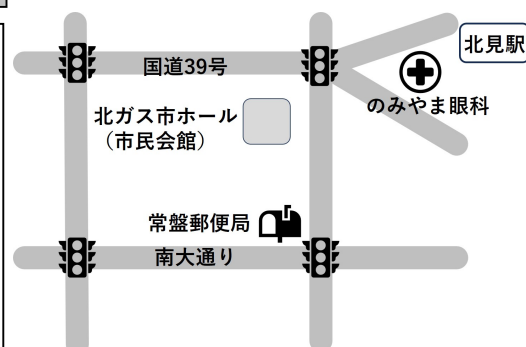 北見駅
国道39号
のみやま眼科
北ガス市ホール
（市民会館）
常盤郵便局
南大通り